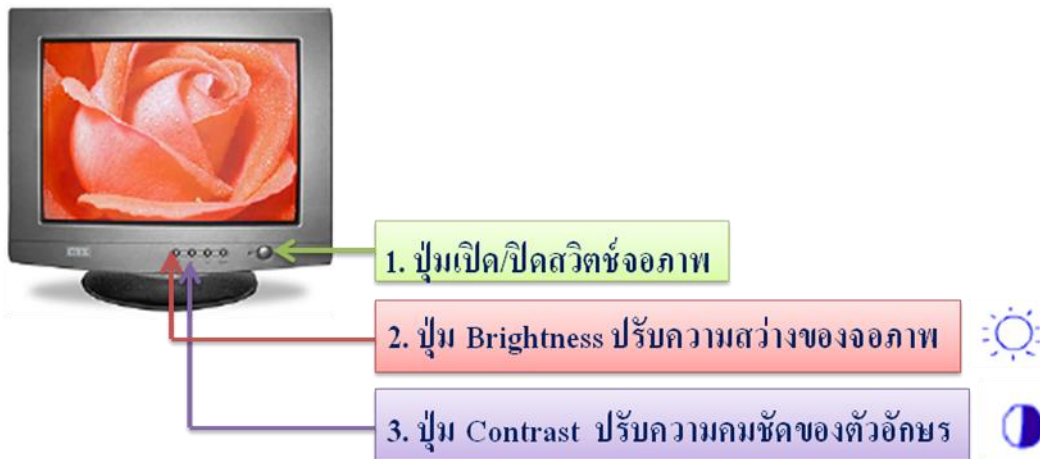 1. ปุ่มเปิด/ปิดสวิตช์จอภาพ
2. ปุ่ม Brightness ปรับความสว่างของจอภาพ
3. ปุ่ม Contrast ปรับความคมชัดของตัวอักษร